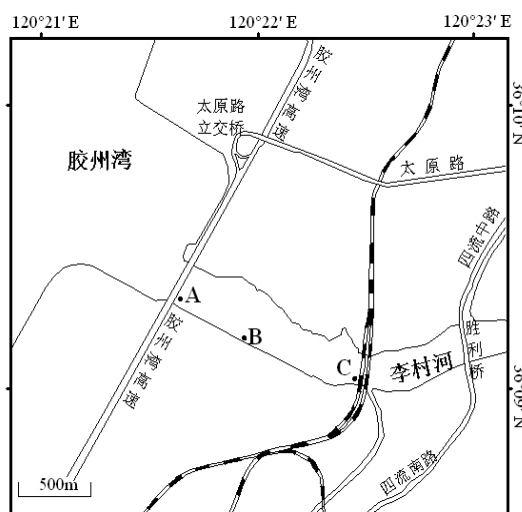 120°21′ E
120°22′ E
120°23′ E
胶州湾高速
36°10′ N
太原路
立交桥
胶州湾
太原路
四流中路
A
胶州湾高速
B
胜利桥
C
李村河
36°09′ N
四流南路
500m